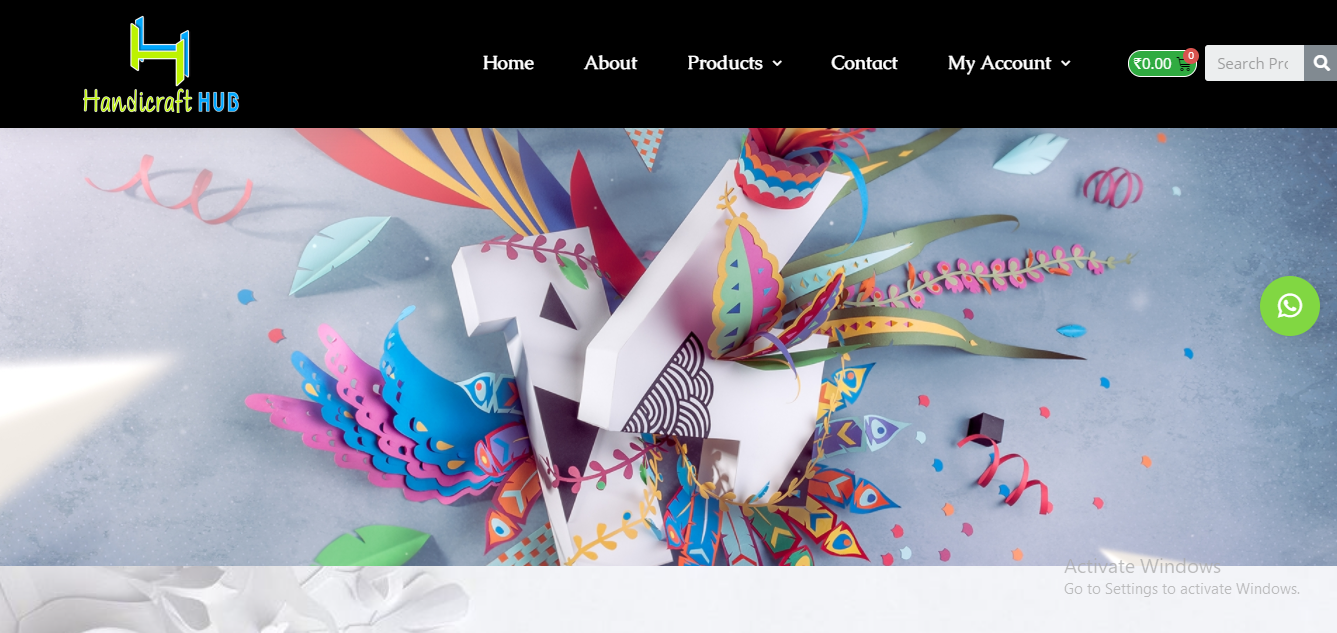 Handicraft HUB
Home
About
Products
Contact
My Account
₹0.00
0
Search Pro
Activate Windows
Go to Settings to activate Windows.